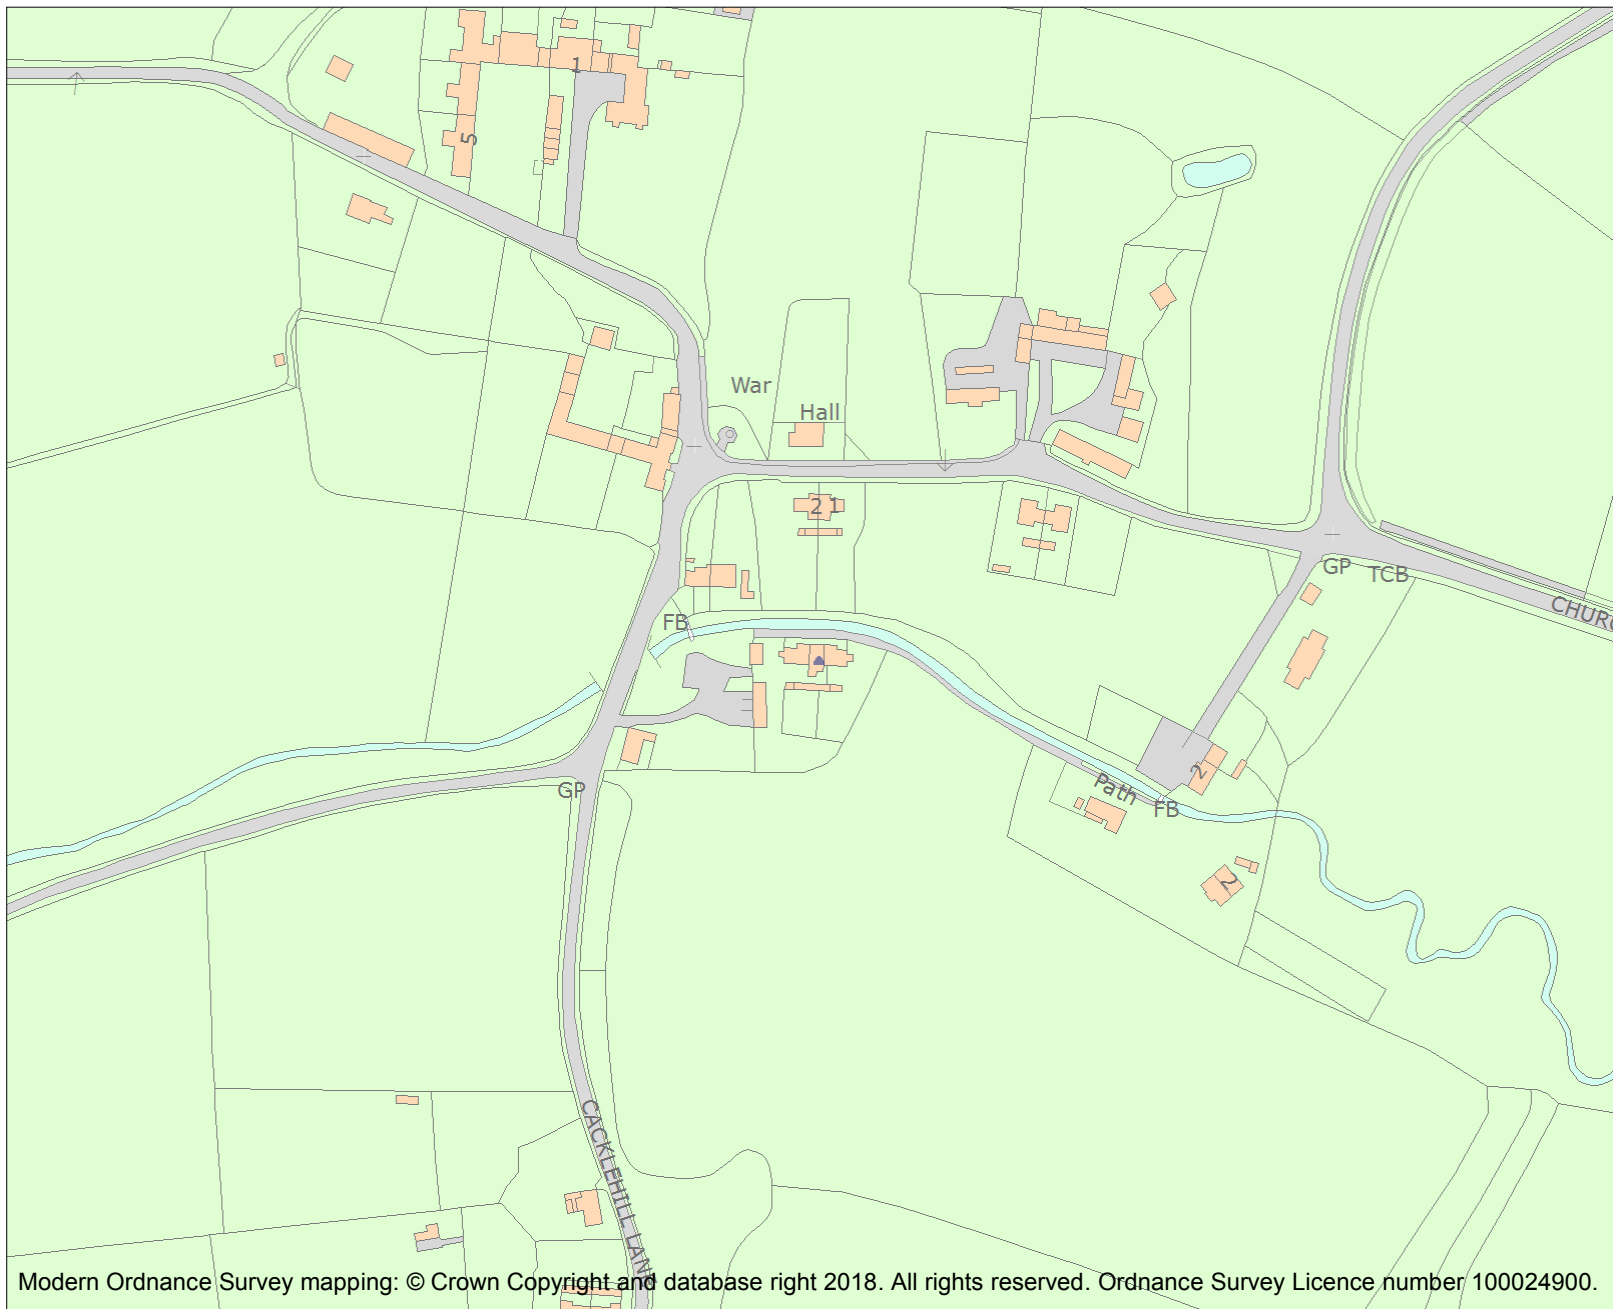 1
5
War
Hall
2 1
GP
TCB
CHURC
FB
2
Path
FB
GP
2
CACKLEHILL LANE
Modern Ordnance Survey mapping: © Crown Copyright and database right 2018. All rights reserved. Ordnance Survey Licence number 100024900.